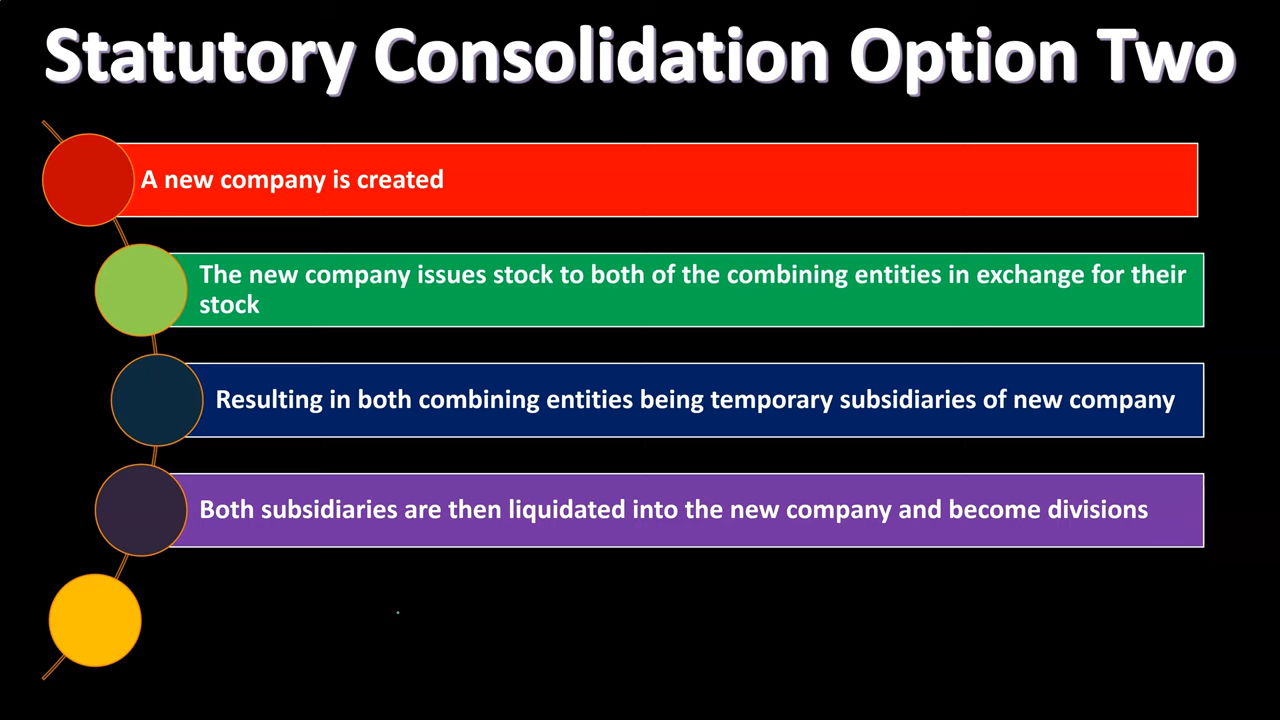 Statutory Consolidation Option Two
A new company is created
The new company issues stock to both of the combining entities in exchange for their
stock
Resulting in both combining entities being temporary subsidiaries of new company
Both subsidiaries are then liquidated into the new company and become divisions